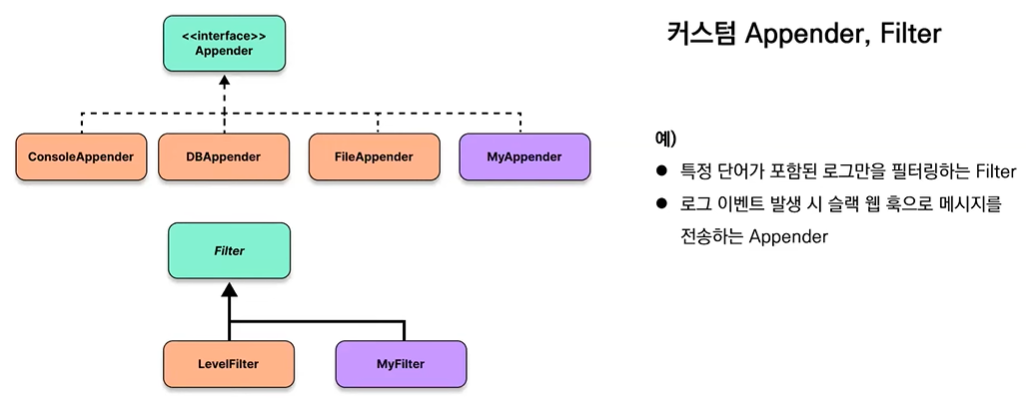 <<interface>>
Appender
ConsoleAppender
DBAppender
FileAppender
MyAppender
Filter
LevelFilter
MyFilter
커스텀 Appender, Filter
예)
● 특정 단어가 포함된 로그만을 필터링하는 Filter
● 로그 이벤트 발생 시 슬랙 웹 훅으로 메시지를
전송하는 Appender